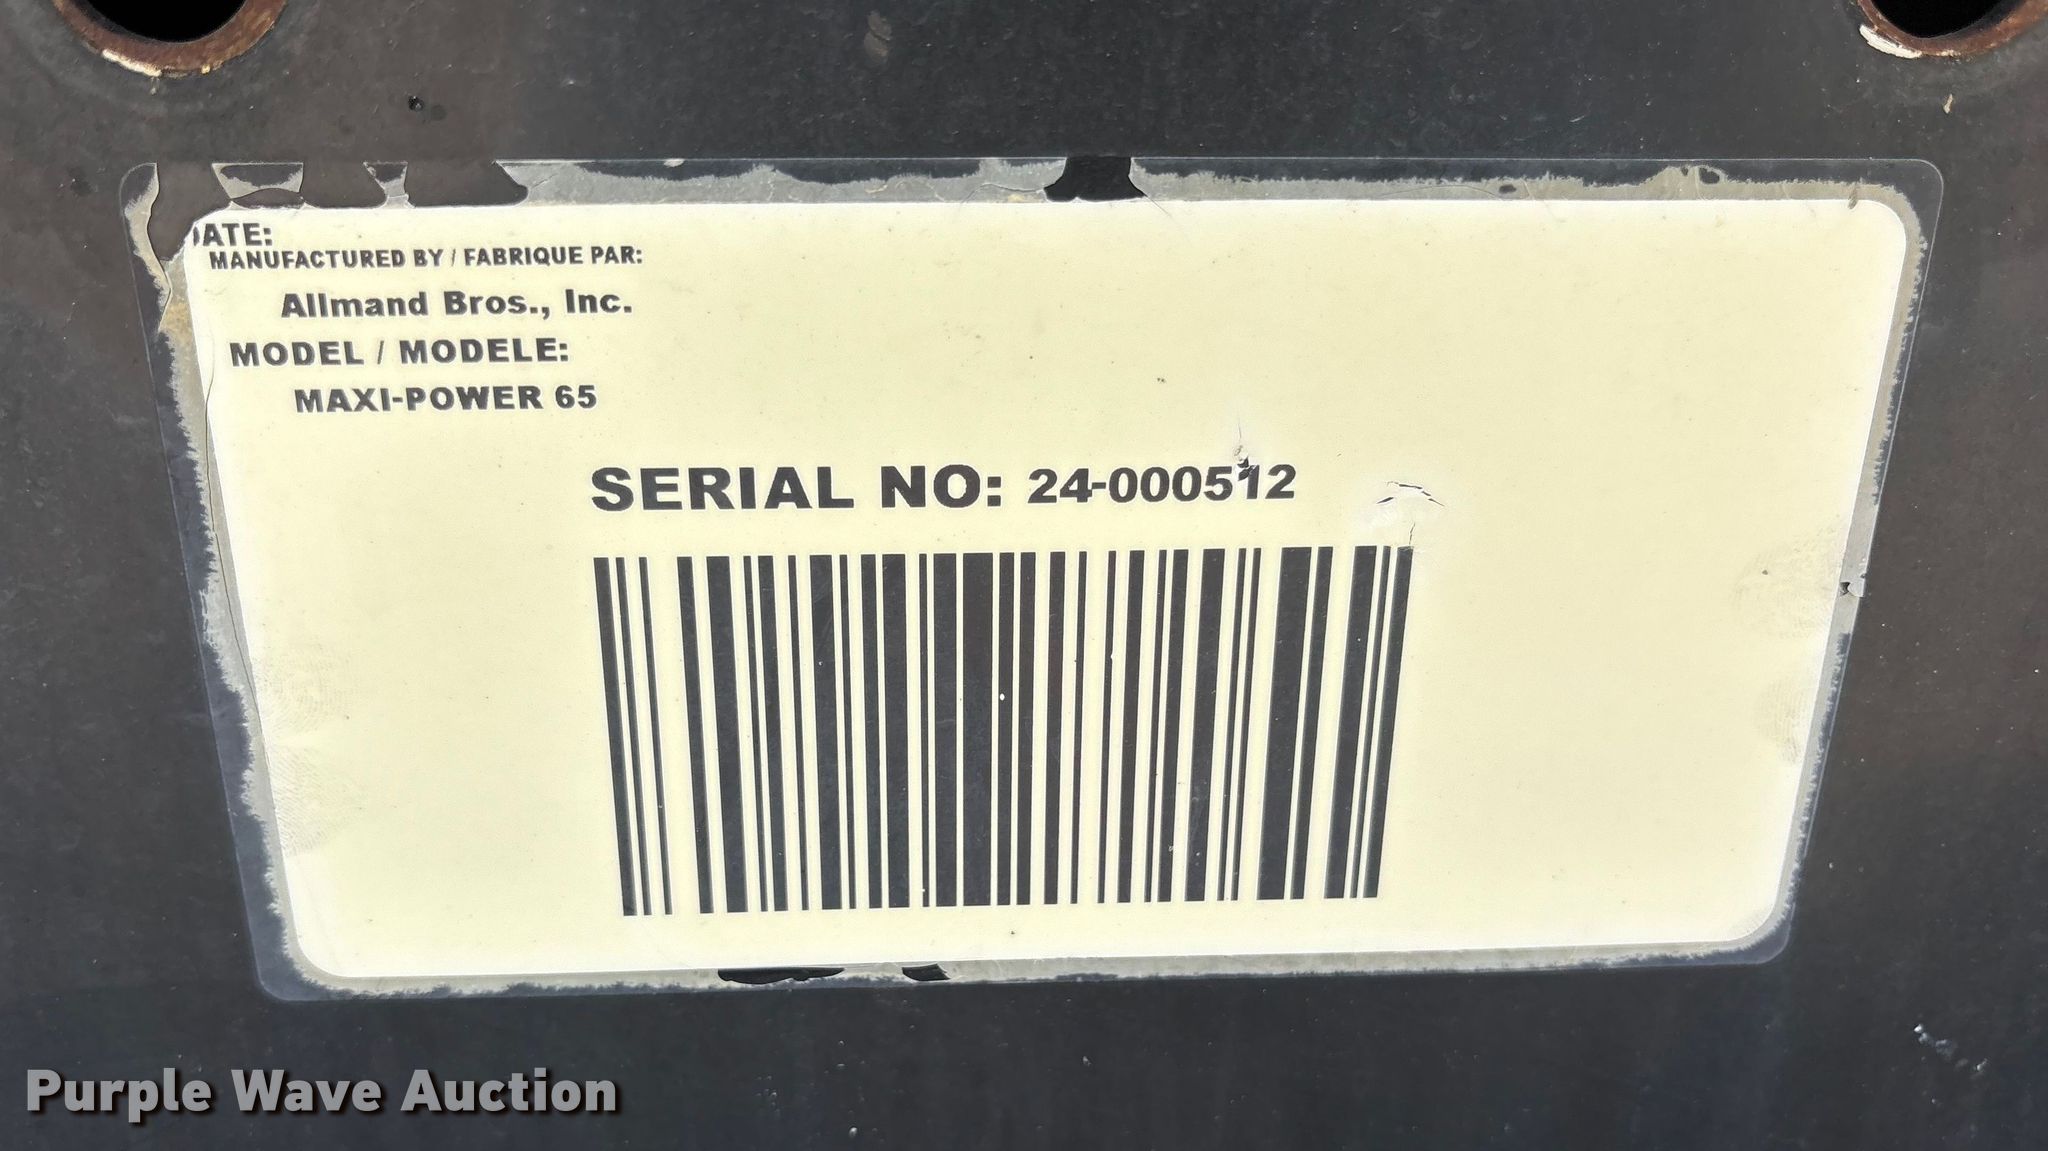 DATE:
MANUFACTURED BY / FABRIQUE PAR:
Allmand Bros., Inc.
MODEL / MODELE:
MAXI-POWER 65
SERIAL NO: 24-000512
Purple Wave Auction